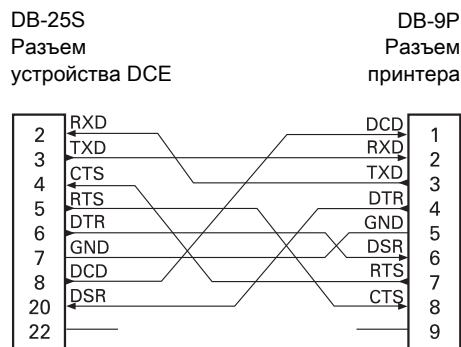 DB-25S
Разъем
устройства DCE
DB-9P
Разъем
принтера
2 RXD DCD 1
3 TXD RXD 2
4 CTS TXD 3
5 RTS DTR 4
6 DTR GND 5
7 GND DSR 6
8 DCD RTS 7
20 DSR CTS 8
22 9